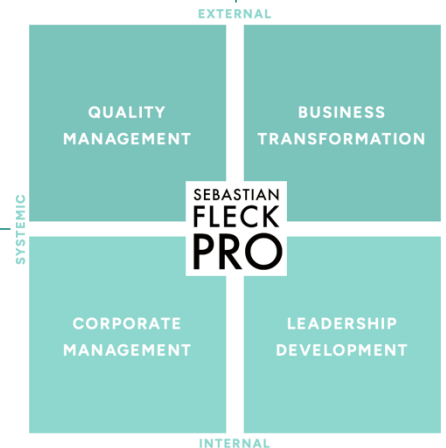 EXTERNAL
QUALITY
MANAGEMENT
BUSINESS
TRANSFORMATION
SYSTEMIC
SEBASTIAN
FLECK
PRO
CORPORATE
MANAGEMENT
LEADERSHIP
DEVELOPMENT
INTERNAL